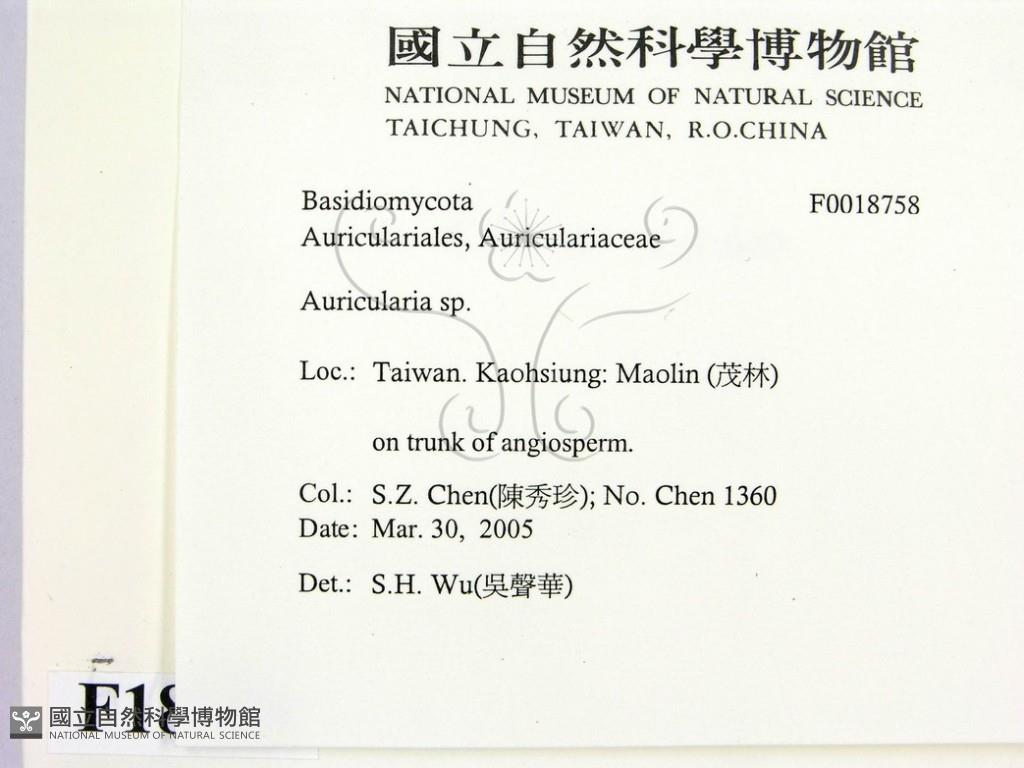 國立自然科學博物館
NATIONAL MUSEUM OF NATURAL SCIENCE
TAICHUNG, TAIWAN, R.O.CHINA
Basidiomycota F0018758
Auriculariales, Auriculariaceae
Auricularia sp.
Loc.: Taiwan. Kaohsiung: Maolin (茂林)
on trunk of angiosperm.
Col.: S.Z. Chen(陳秀珍); No. Chen 1360
Date: Mar. 30, 2005
Det.: S.H. Wu(吳聲華)
F18
國立自然科學博物館
NATIONAL MUSEUM OF NATURAL SCIENCE